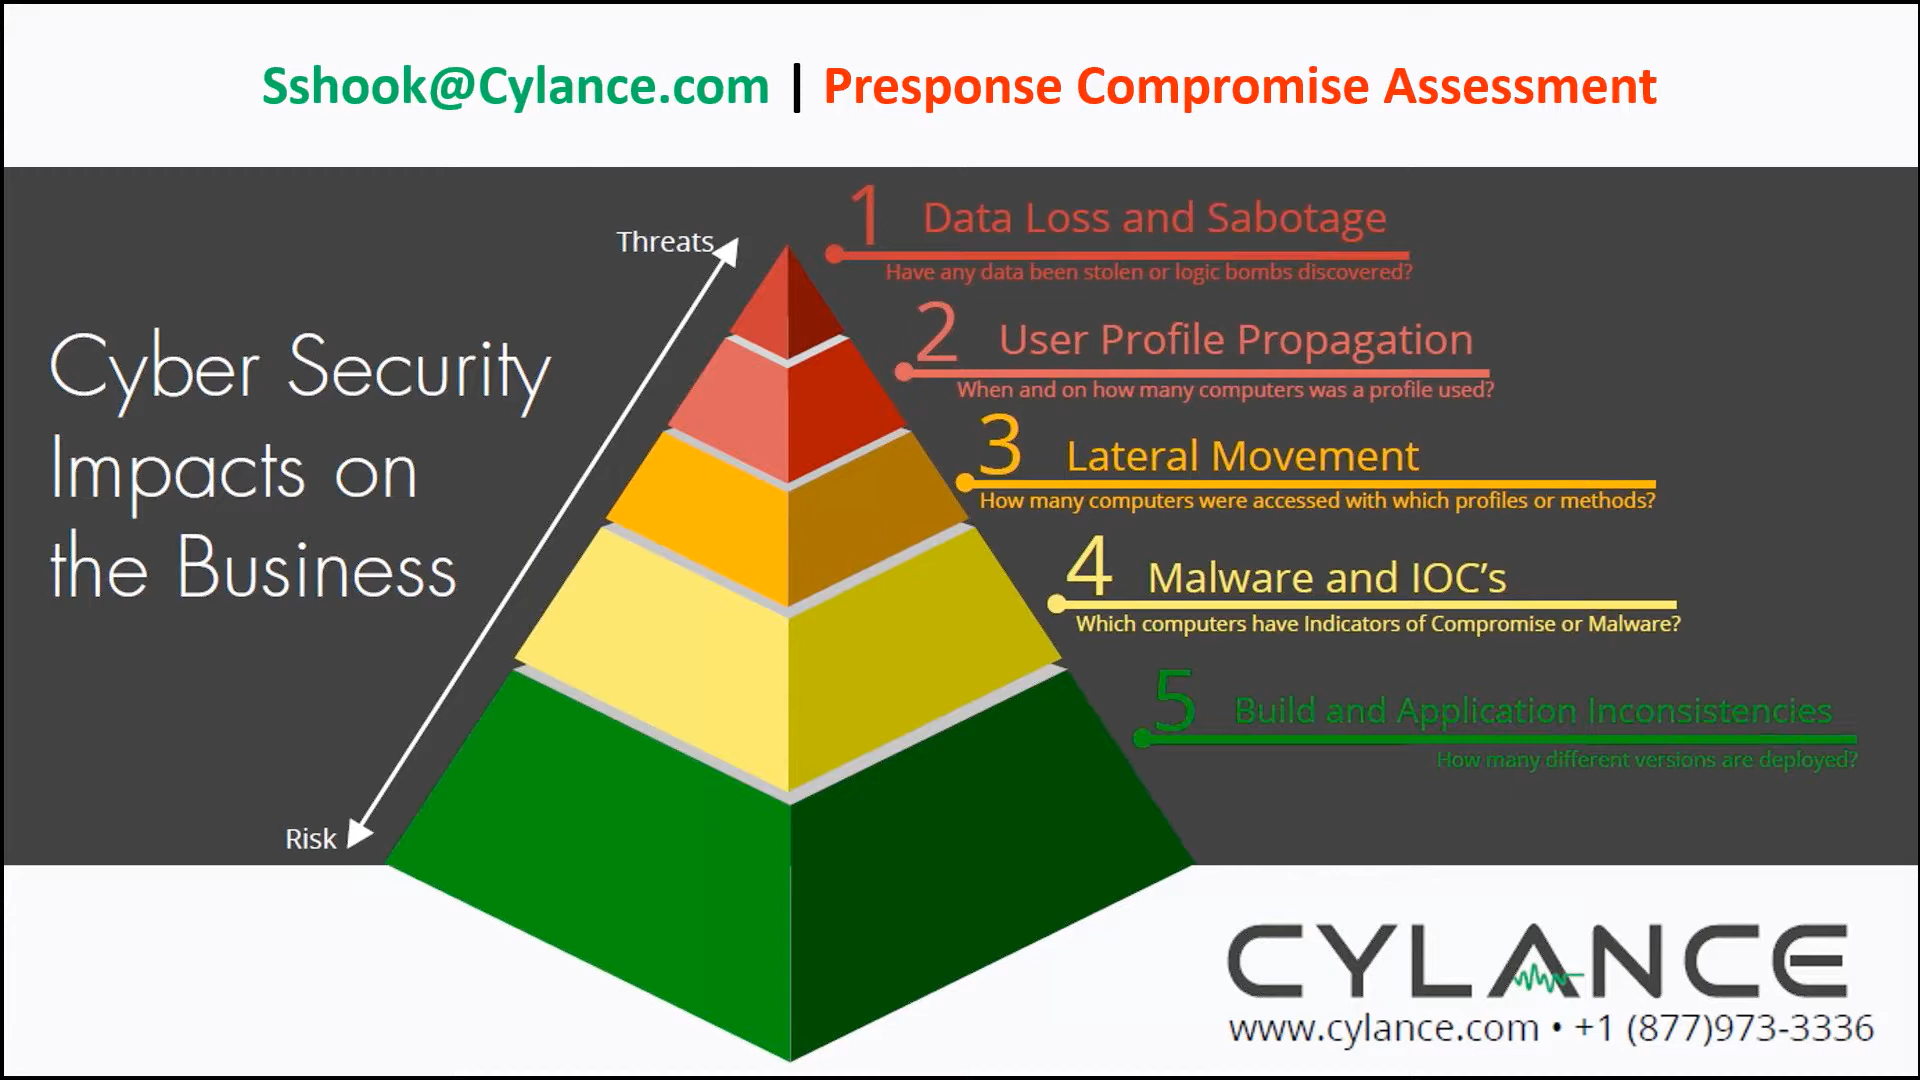 Sshook@Cylance.com | Presponse Compromise Assessment
Cyber Security
Impacts on
the Business
Threats
Risk
1 Data Loss and Sabotage
Have any data been stolen or logic bombs discovered?
2 User Profile Propagation
When and on how many computers was a profile used?
3 Lateral Movement
How many computers were accessed with which profiles or methods?
4 Malware and IOC’s
Which computers have Indicators of Compromise or Malware?
5 Build and Application Inconsistencies
How many different versions are deployed?
CYLANCE
www.cylance.com • +1 (877)973-3336